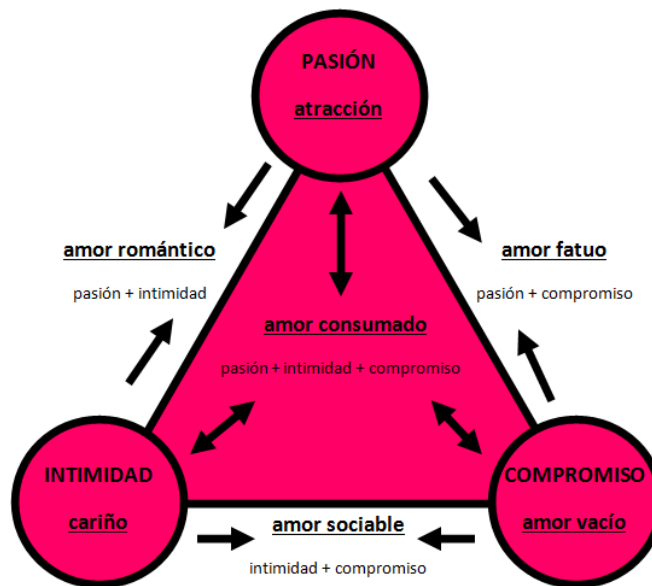 PASIÓN
atracción
amor romántico
pasión + intimidad
amor fatuo
pasión + compromiso
amor consumado
pasión + intimidad + compromiso
INTIMIDAD
cariño
COMPROMISO
amor vacío
amor sociable
intimidad + compromiso